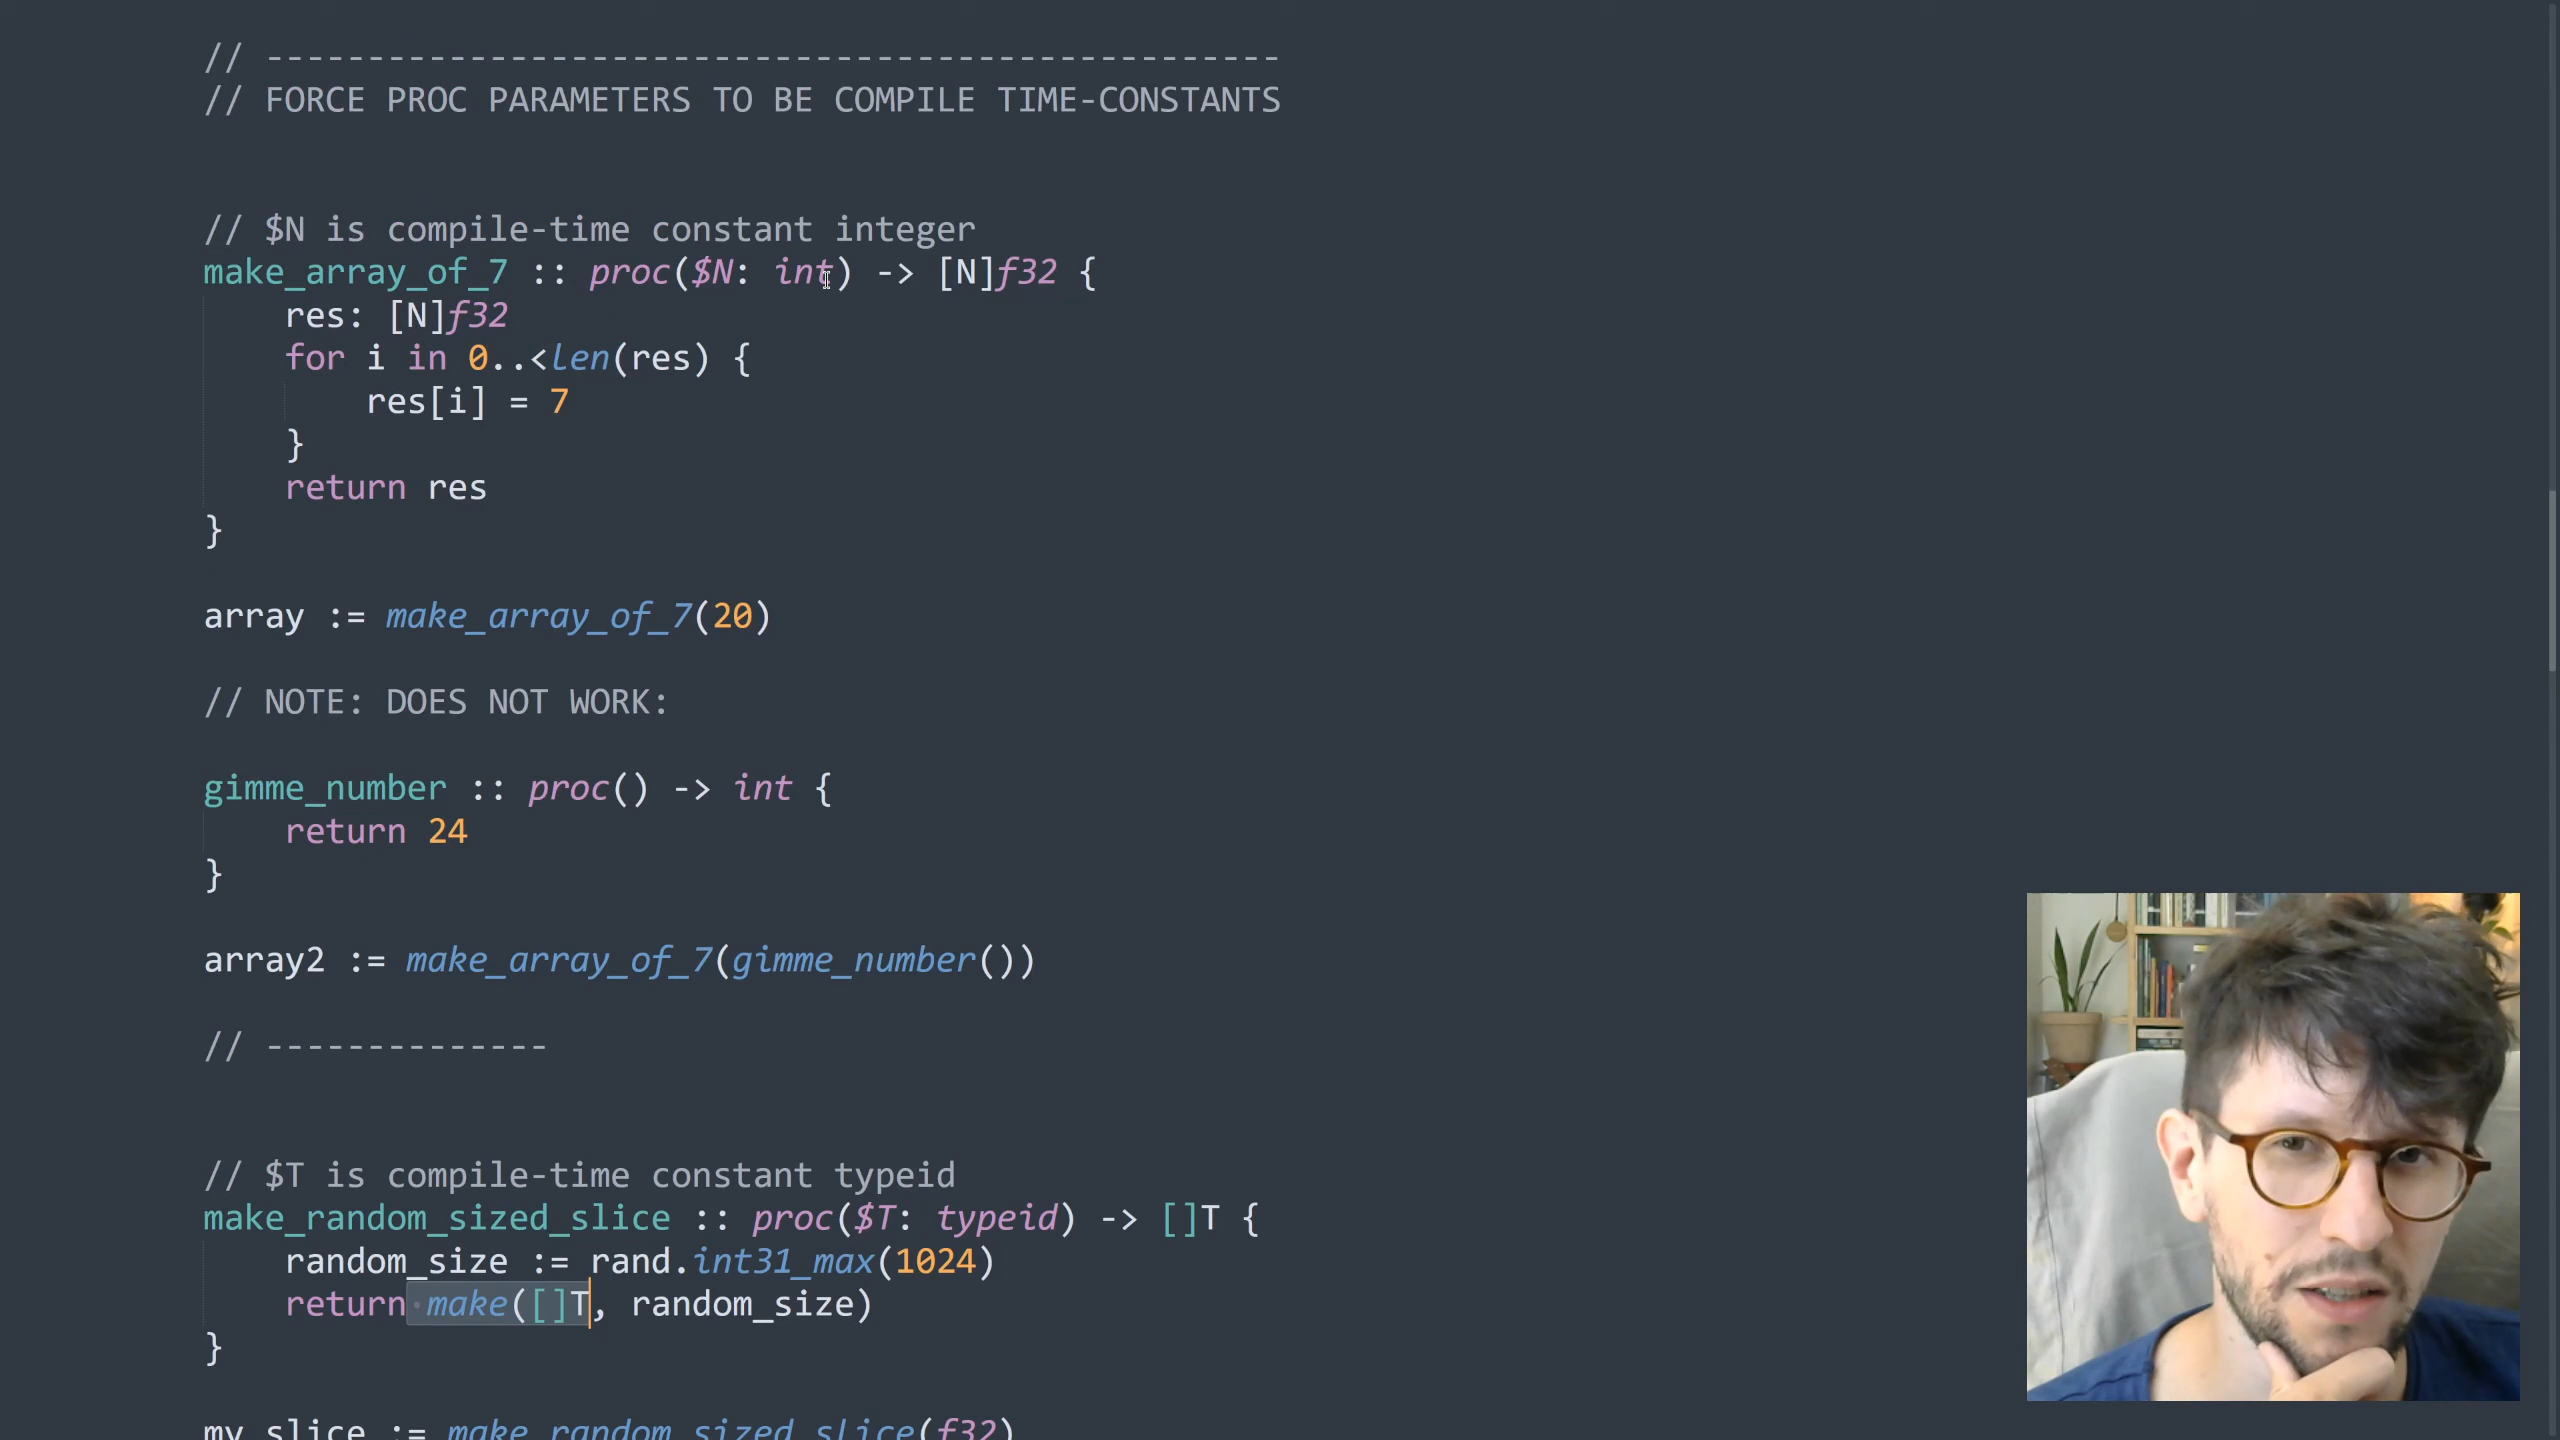 // --------------------------------------------------
// FORCE PROC PARAMETERS TO BE COMPILE TIME-CONSTANTS
// $N is compile-time constant integer
make_array_of_7 :: proc($N: int) -> [N]f32 {
res: [N]f32
for i in 0..<len(res) {
res[i] = 7
}
return res
}
array := make_array_of_7(20)
// NOTE: DOES NOT WORK:
gimme_number :: proc() -> int {
return 24
}
array2 := make_array_of_7(gimme_number())
// --------------
// $T is compile-time constant typeid
make_random_sized_slice :: proc($T: typeid) -> []T {
random_size := rand.int31_max(1024)
return make([]T, random_size)
}
my_slice := make_random_sized_slice(f32)